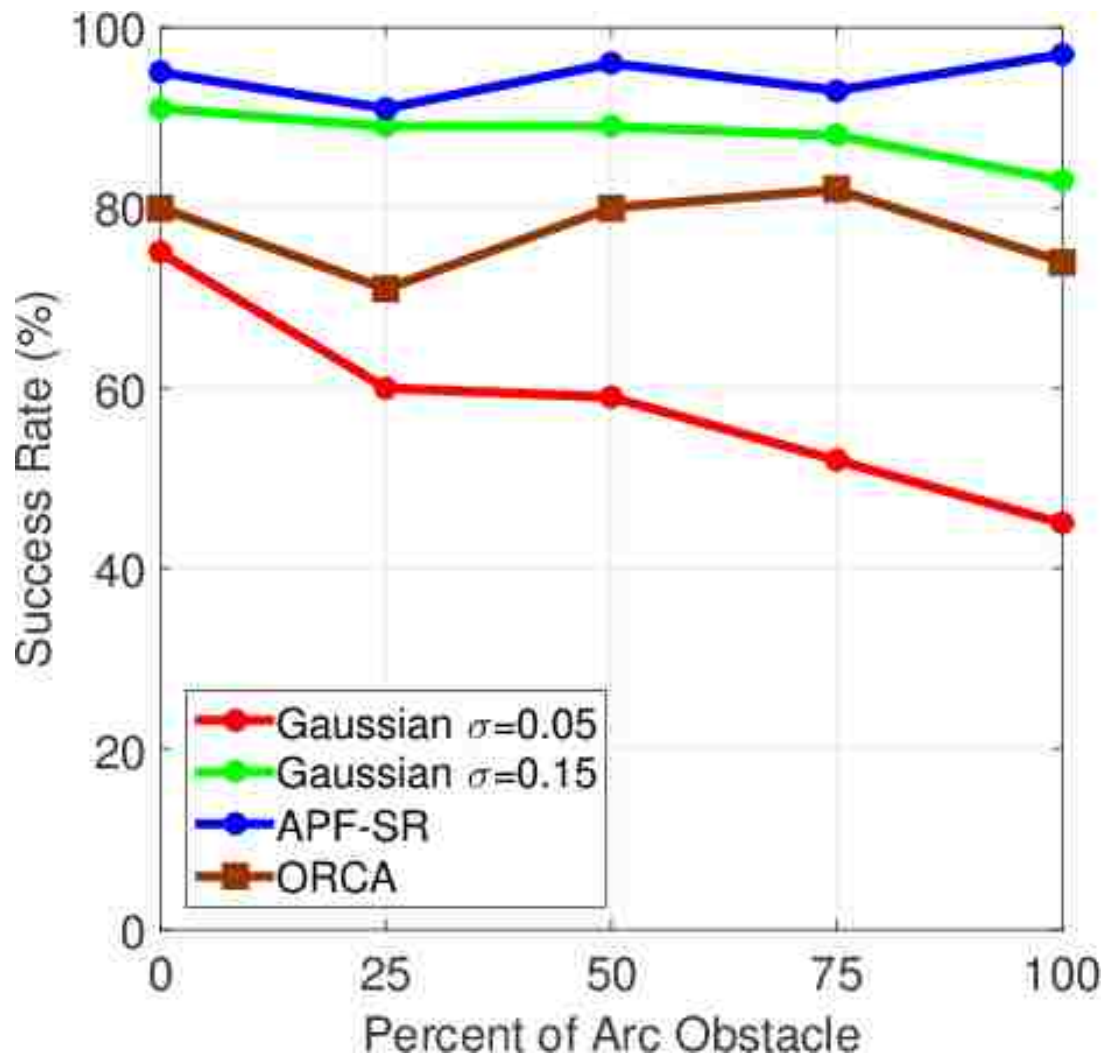 100
80
60
40
20
0
Success Rate (%)
Gaussian σ=0.05
Gaussian σ=0.15
APF-SR
ORCA
0 25 50 75 100
Percent of Arc Obstacle